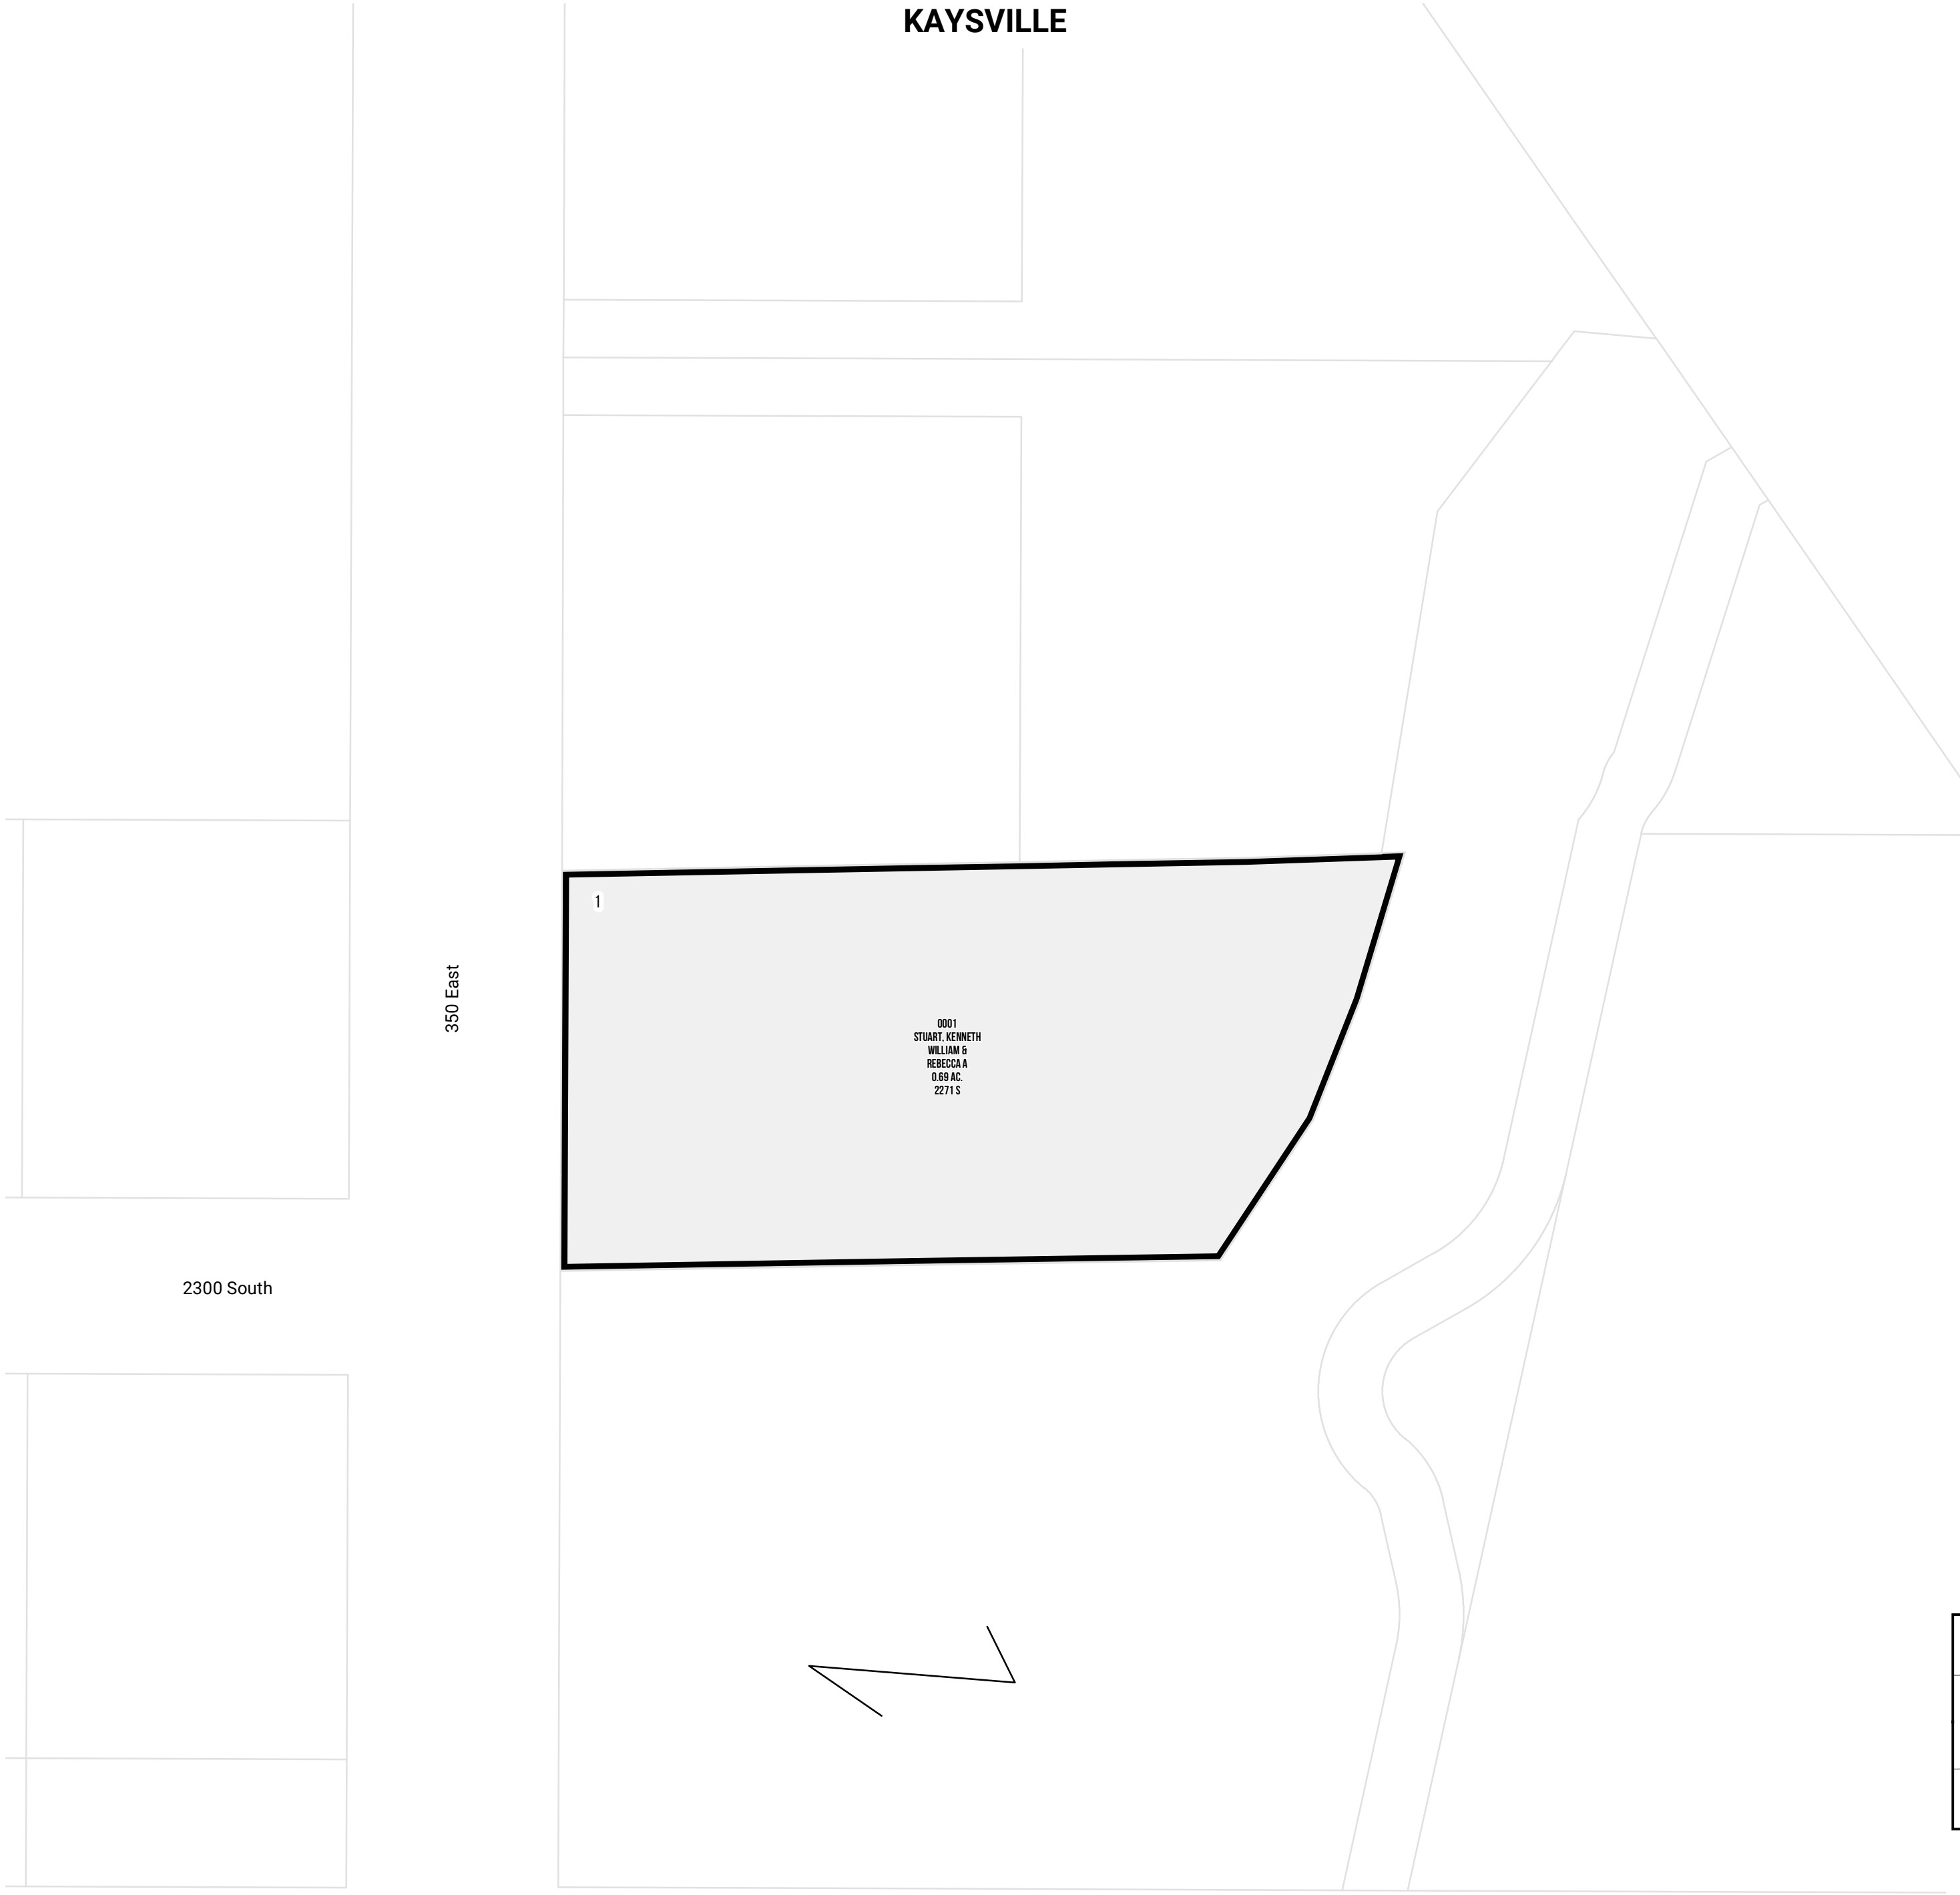 KAYSVILLE
1
350 East
0001
STUART, KENNETH
WILLIAM &
REBECCA A
0.69 AC.
2271 S
2300 South